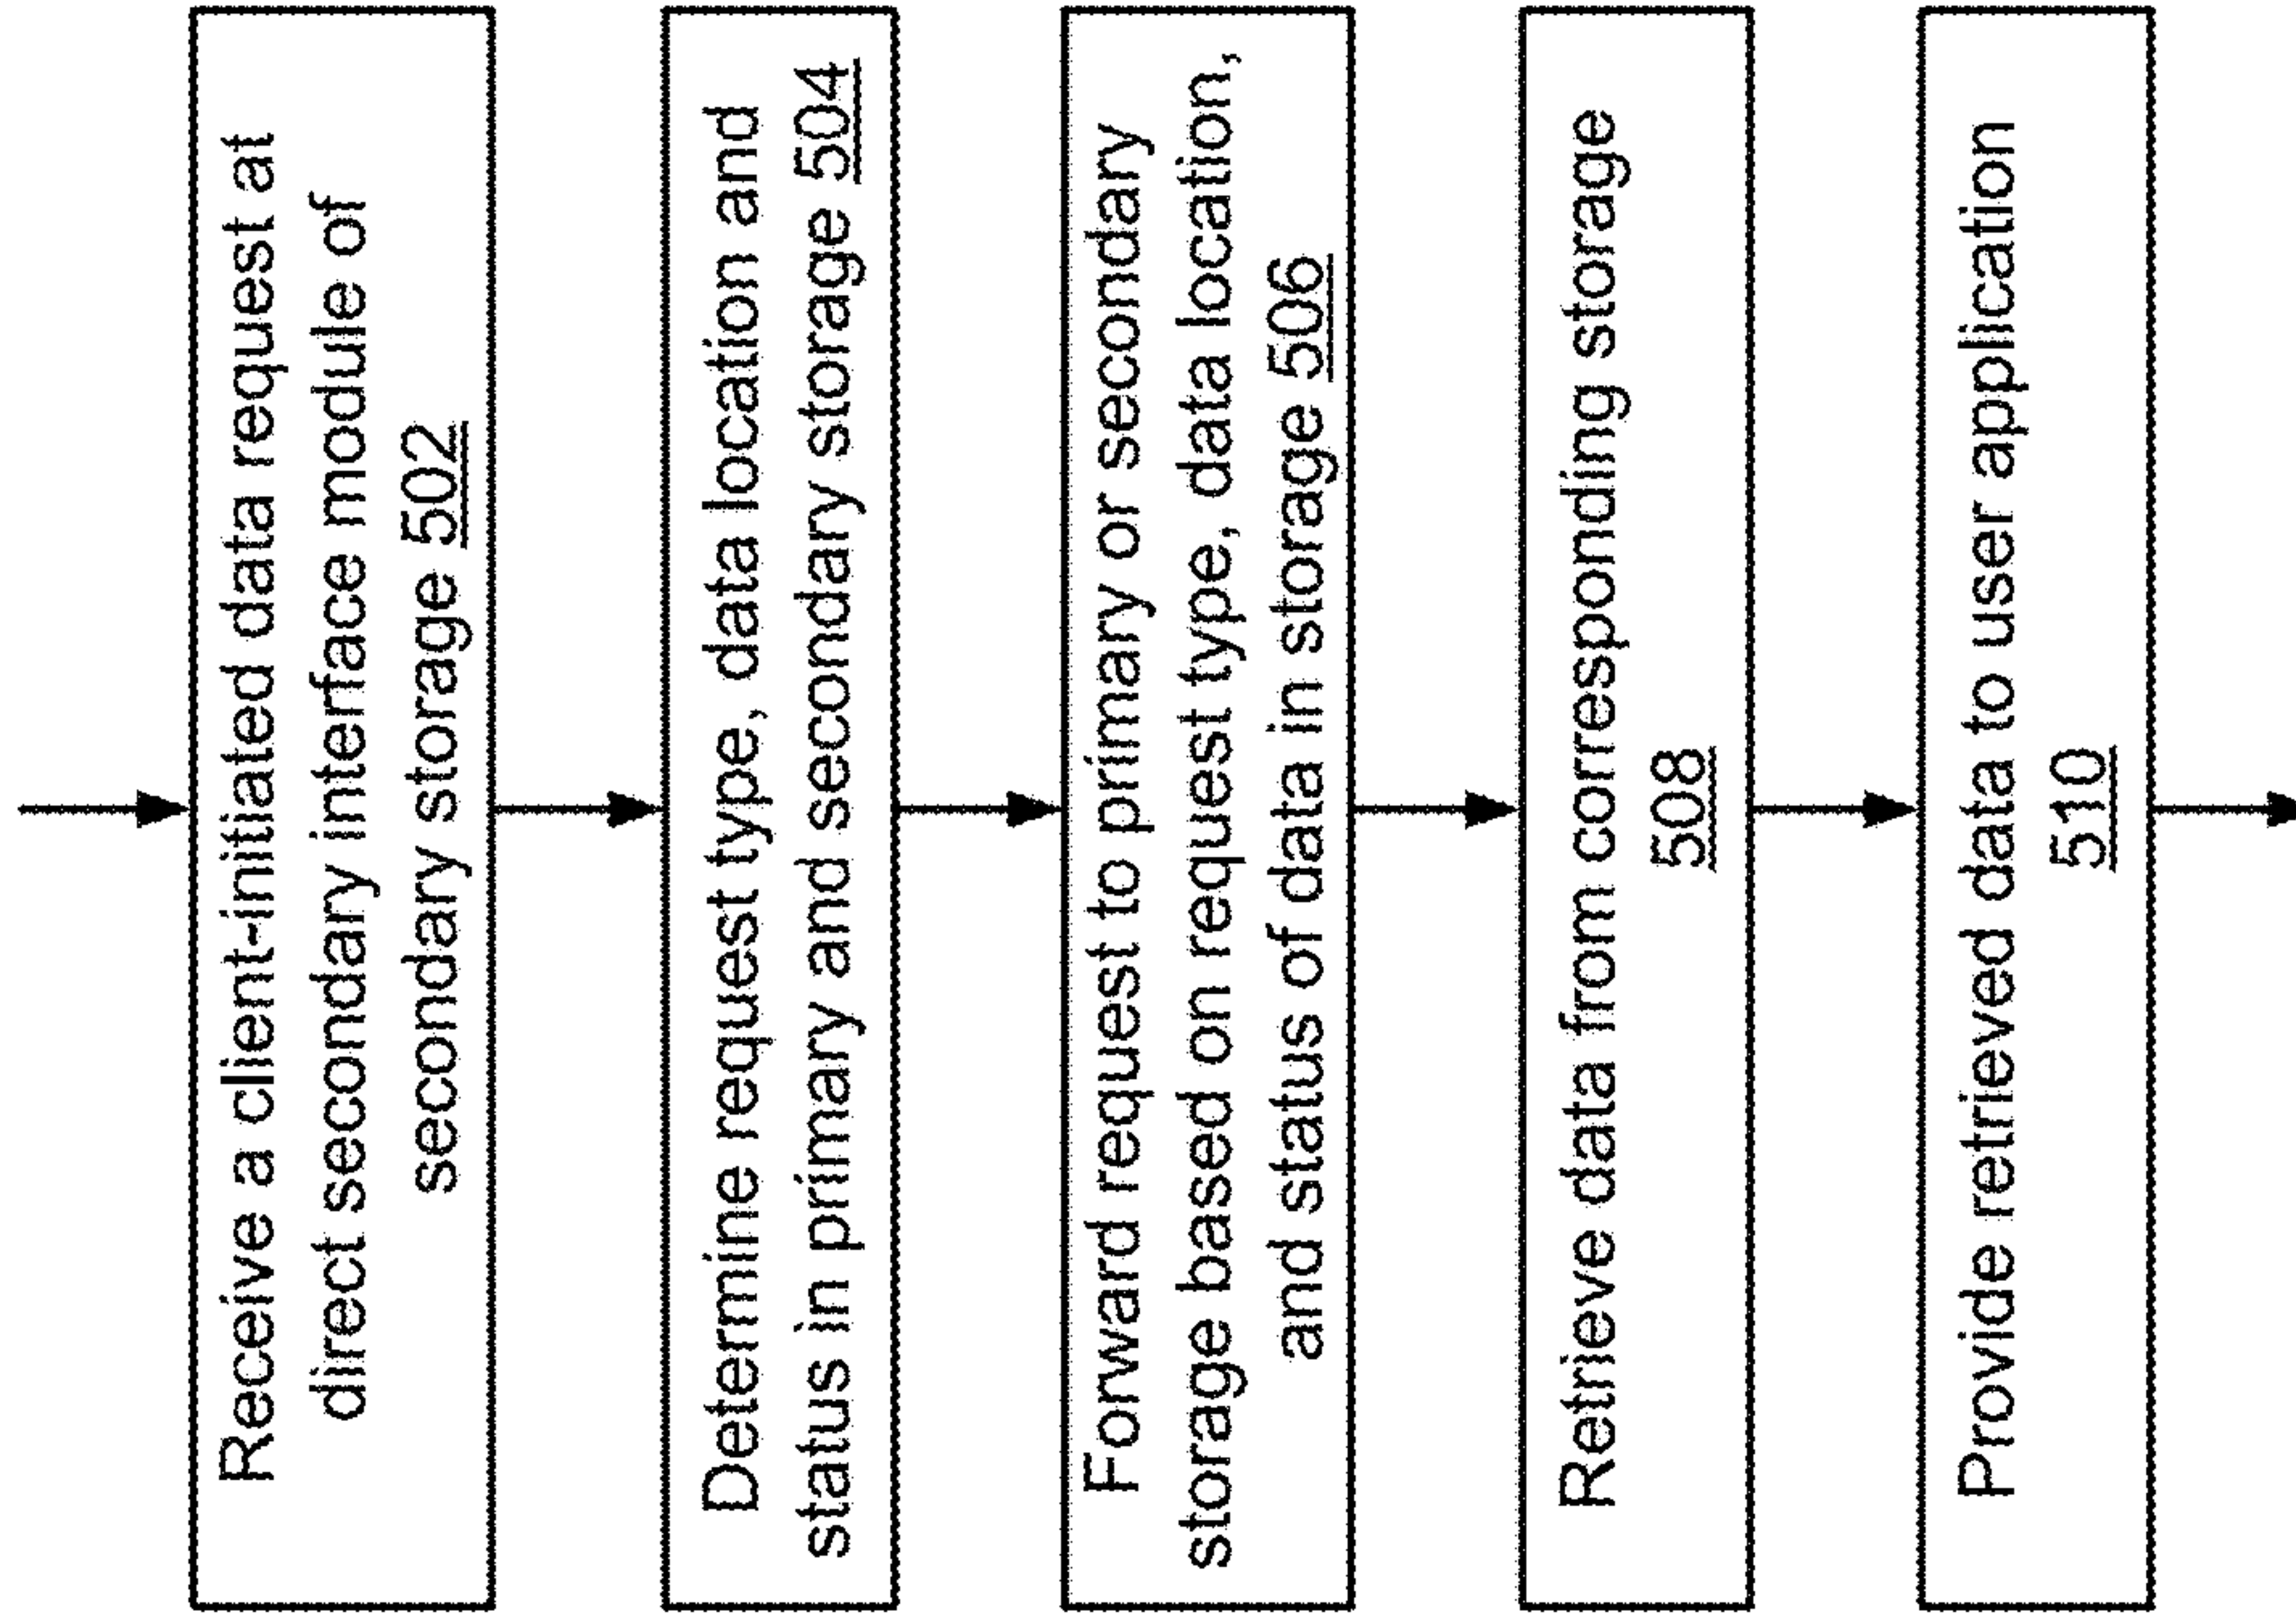 Receive a client-initiated data request at
direct secondary interface module of
secondary storage 502
Determine request type, data location and
status in primary and secondary storage 504
Forward request to primary or secondary
storage based on request type, data location,
and status of data in storage 506
Retrieve data from corresponding storage
508
Provide retrieved data to user application
510